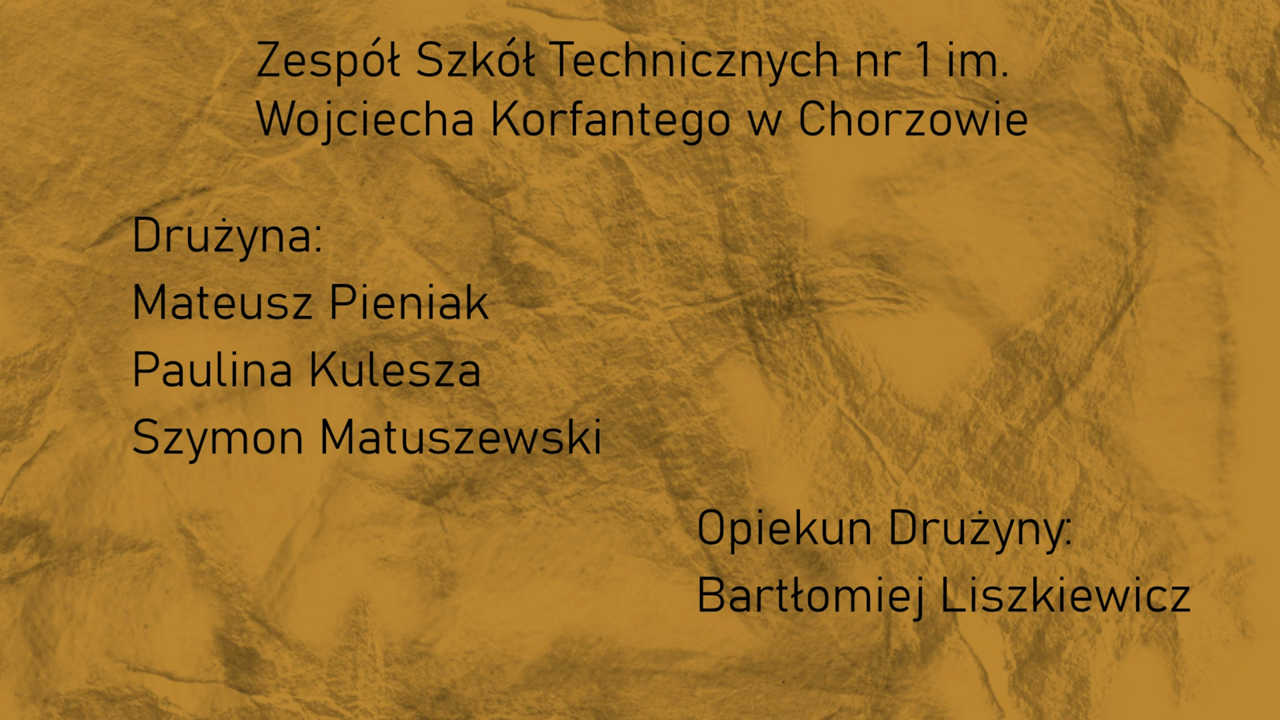 Zespół Szkół Technicznych nr 1 im.
Wojciecha Korfantego w Chorzowie
Drużyna:
Mateusz Pieniak
Paulina Kulesza
Szymon Matuszewski
Opiekun Drużyny:
Bartłomiej Liszkiewicz